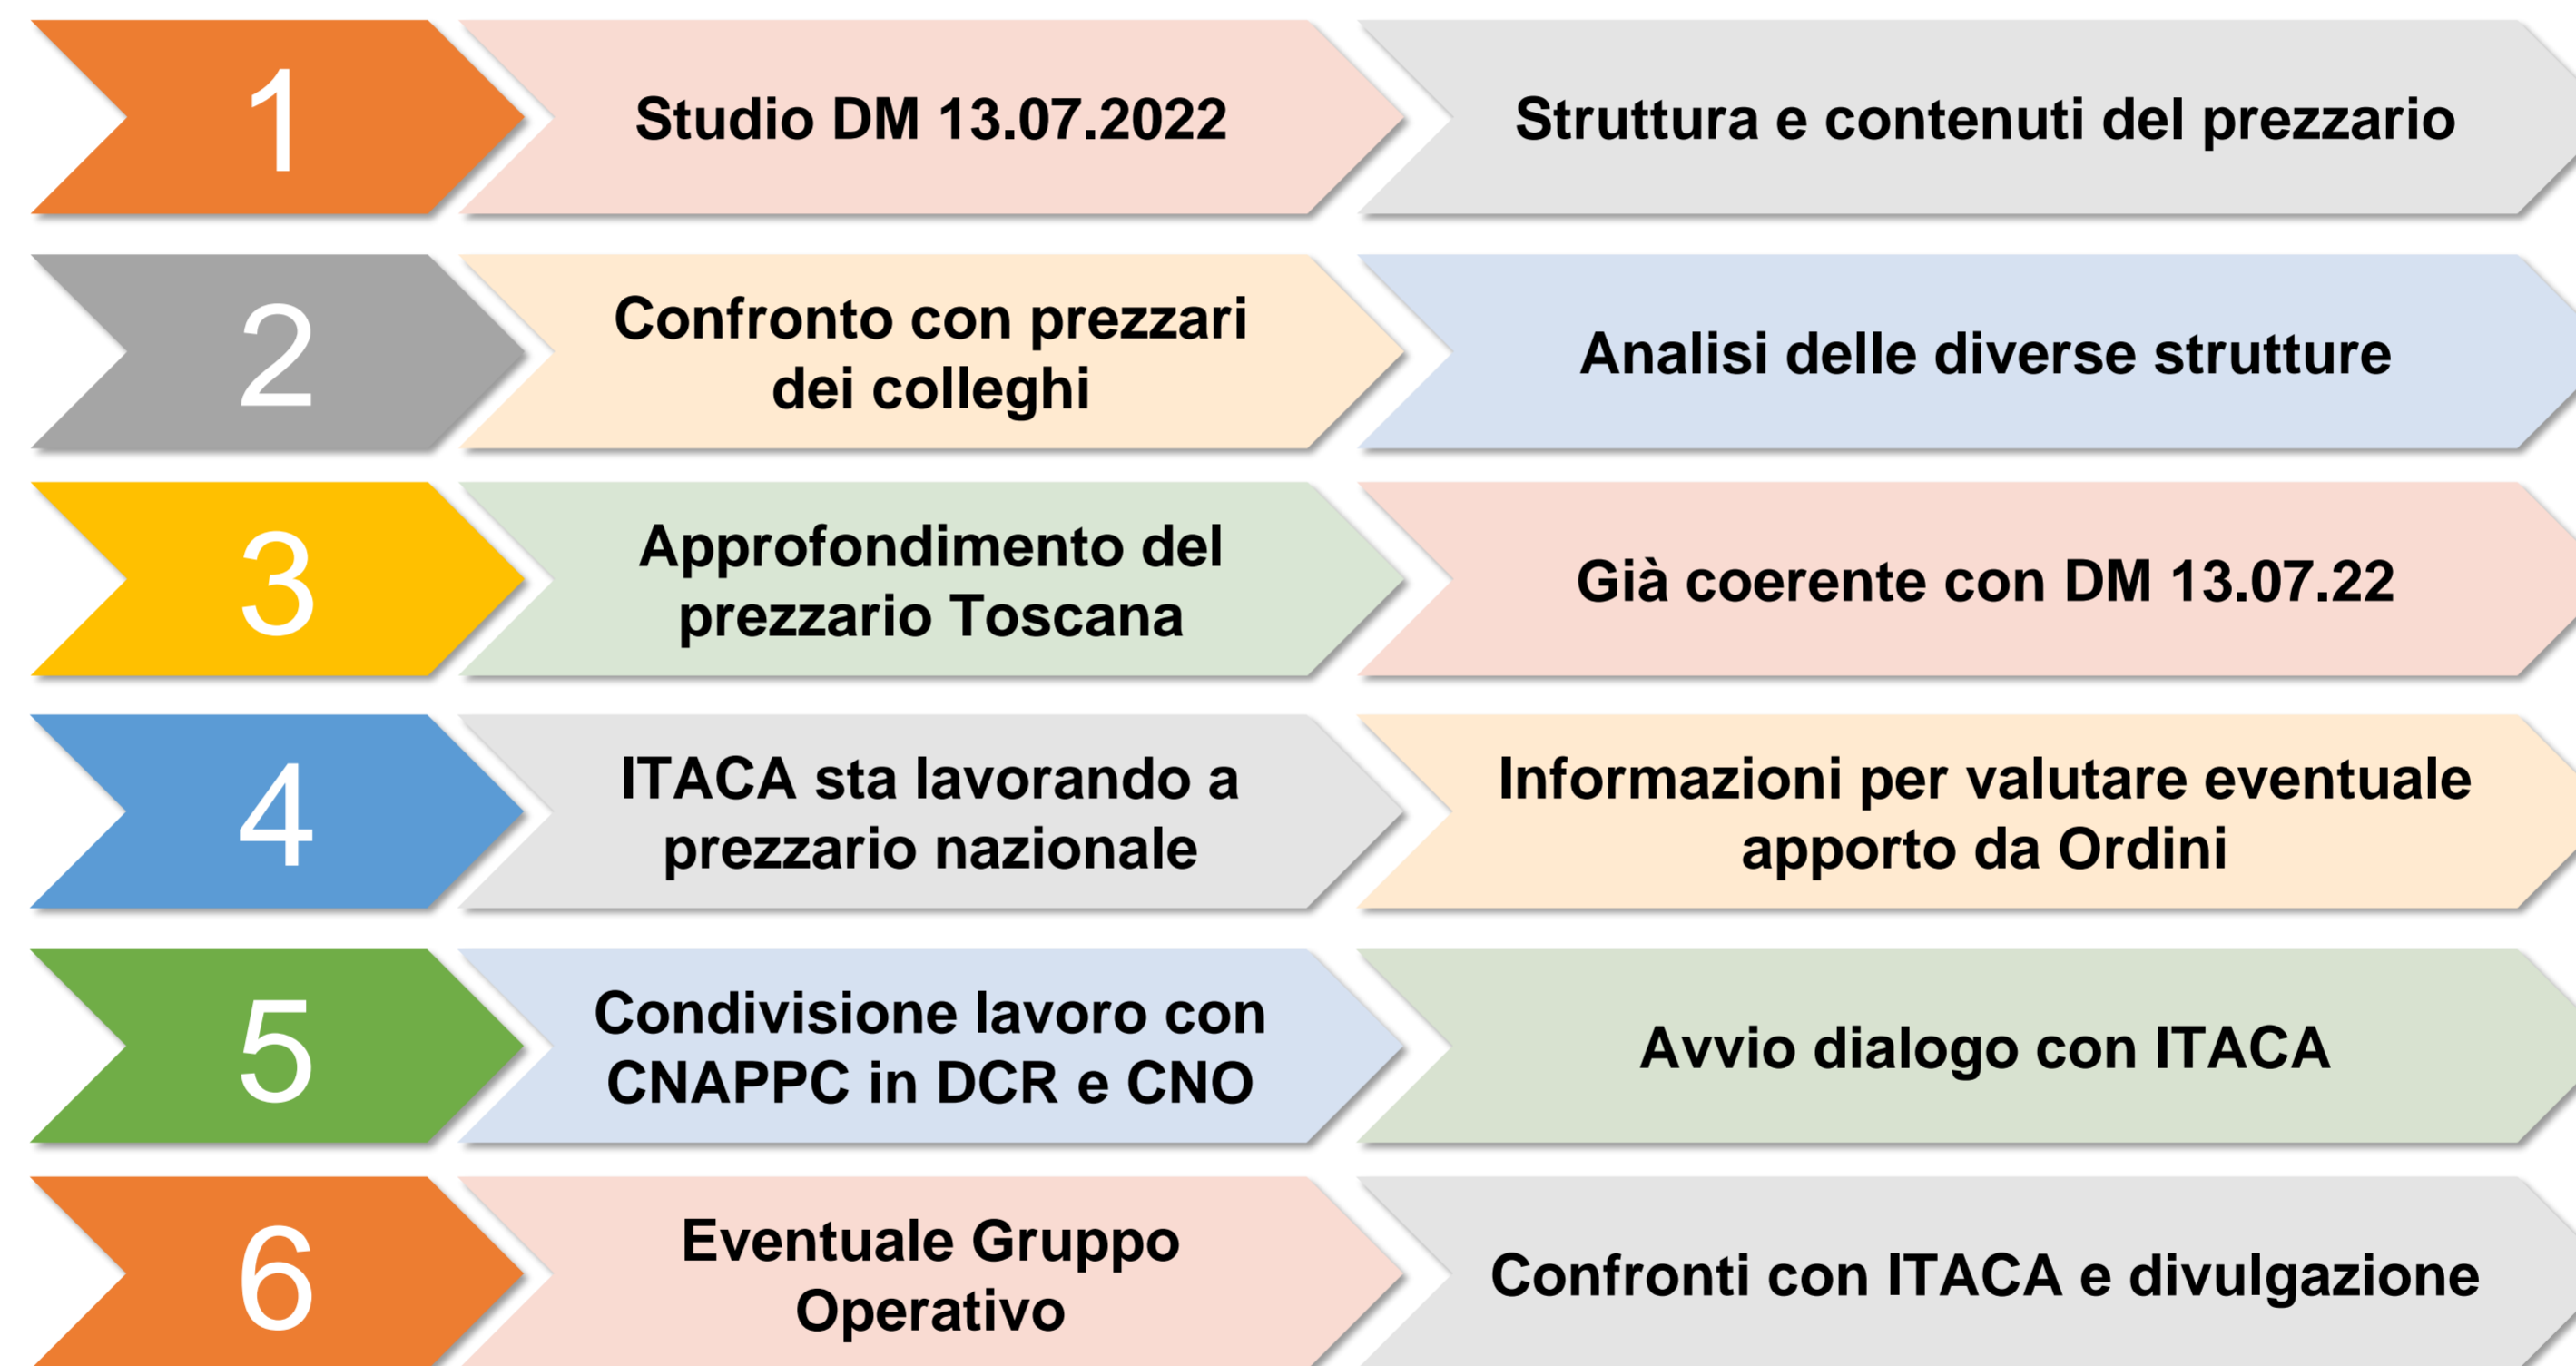 1
Studio DM 13.07.2022
Struttura e contenuti del prezzario
2
Confronto con prezzari
dei colleghi
Analisi delle diverse strutture
3
Approfondimento del
prezzario Toscana
Già coerente con DM 13.07.22
4
ITACA sta lavorando a
prezzario nazionale
Informazioni per valutare eventuale
apporto da Ordini
5
Condivisione lavoro con
CNAPPC in DCR e CNO
Avvio dialogo con ITACA
6
Eventuale Gruppo
Operativo
Confronti con ITACA e divulgazione